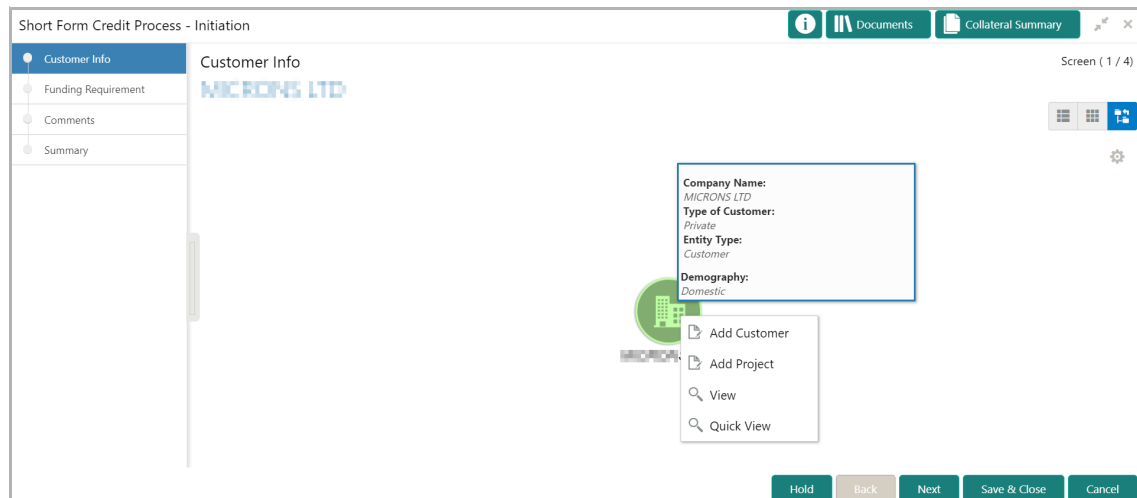 Short Form Credit Process - Initiation
i
Documents
Collateral Summary
Customer Info
Funding Requirement
Comments
Summary
Customer Info
Screen ( 1 / 4)
MICRONS LTD
Company Name:
MICRONS LTD
Type of Customer:
Private
Entity Type:
Customer
Demography:
Domestic
Add Customer
Add Project
View
Quick View
Hold
Back
Next
Save & Close
Cancel